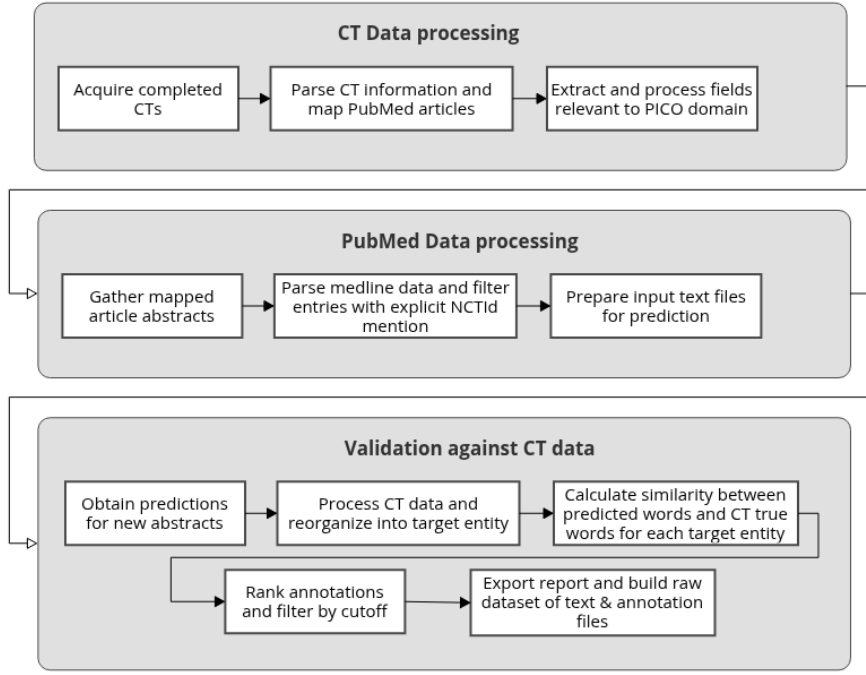 CT Data processing
Acquire completed
CTs
Parse CT information and
map PubMed articles
Extract and process fields
relevant to PICO domain
PubMed Data processing
Gather mapped
article abstracts
Parse medline data and filter
entries with explicit NCTId
mention
Prepare input text files
for prediction
Validation against CT data
Obtain predictions
for new abstracts
Process CT data and
reorganize into target entity
Calculate similarity between
predicted words and CT true
words for each target entity
Rank annotations
and filter by cutoff
Export report and build raw
dataset of text & annotation
files